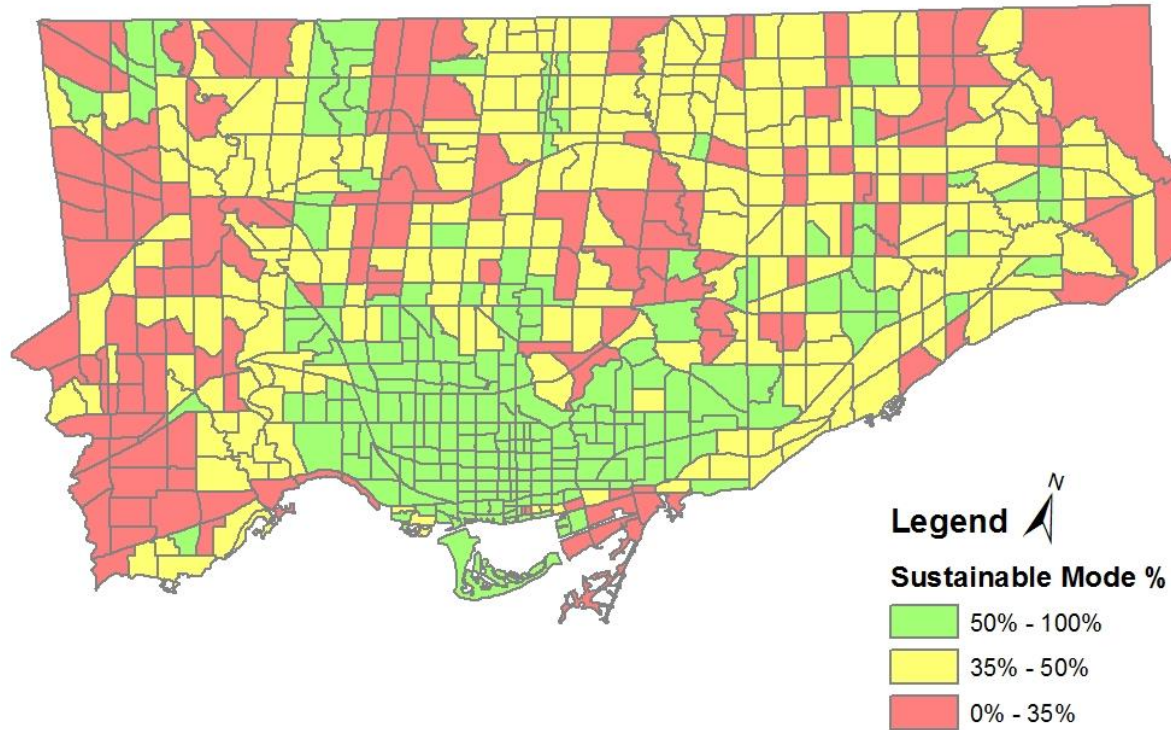 N
Legend
Sustainable Mode %
50% - 100%
35% - 50%
0% - 35%